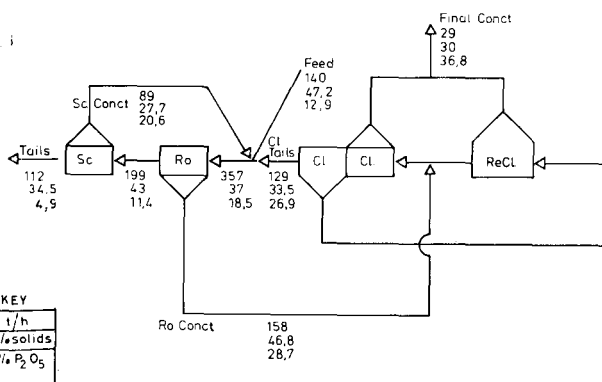 Final Conct
29
30
36,8
Feed
140
47,2
12,9
89
27,7
20,6
Sc Conct
Cl
Tails
Tails
Sc
Ro
Cl
Cl
ReCl
112
34,5
4,9
199
43
11,4
357
37
18,5
129
33,5
26,9
Ro Conct
158
46,8
28,7
KEY
t/h
% solids
% P2O5